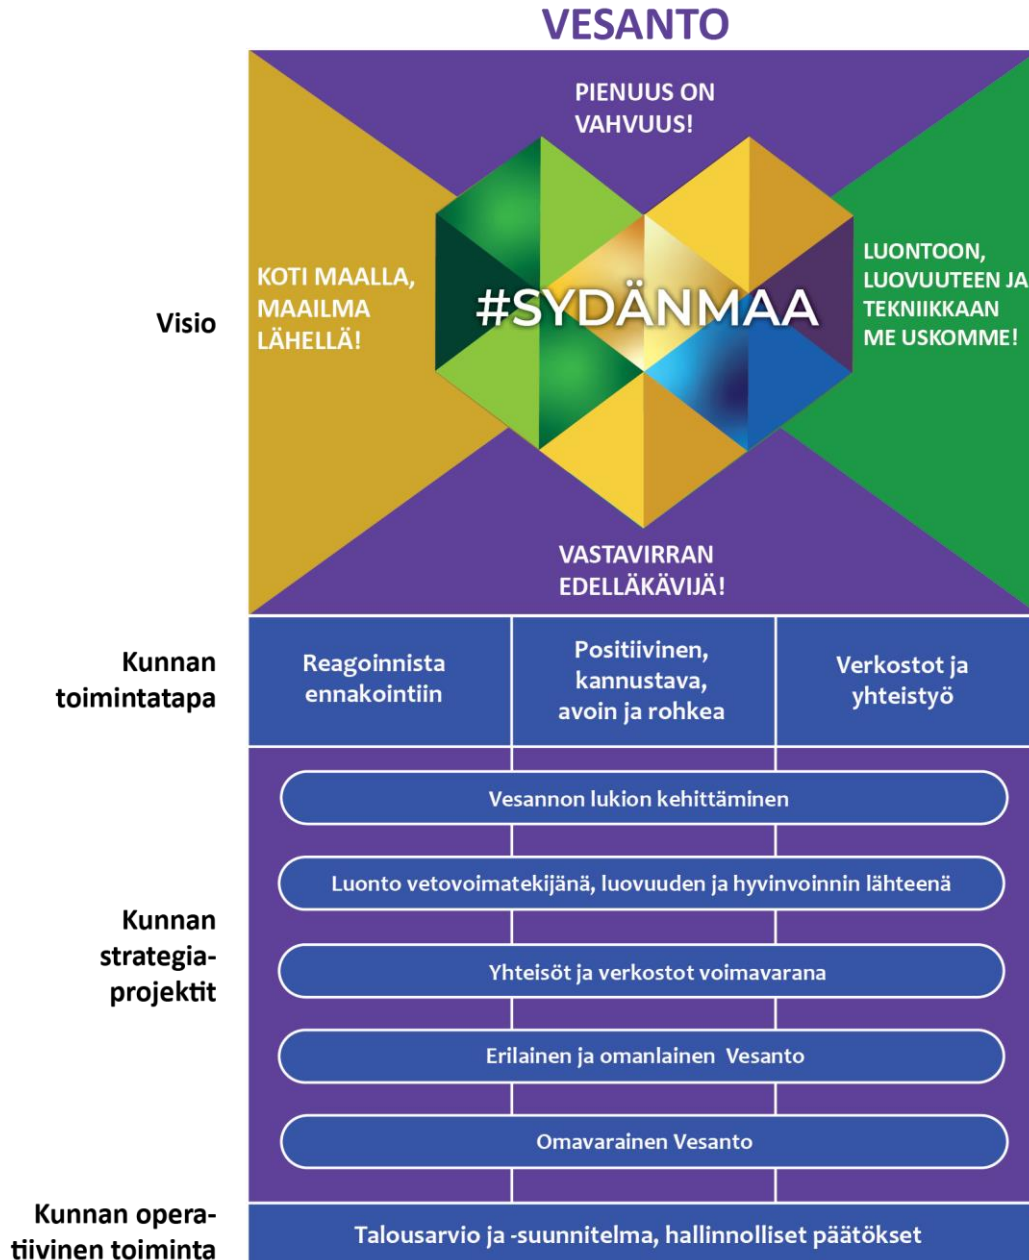 VESANTO
PIENUUS ON
VAHVUUS!
Visio
KOTI MAALLA,
MAAILMA
LÄHELLÄ!
#SYDÄNMAA
LUONTOON,
LUOVUUTEEN JA
TEKNIIKKAAN
ME USKOMME!
VASTAVIRRAN
EDELLÄKÄVIJÄ!
Kunnan
toimintatapa
Reagoinnista
ennakointiin
Positiivinen,
kannustava,
avoin ja rohkea
Verkostot ja
yhteistyö
Kunnan
strategia-
projektit
Vesannon lukion kehittäminen
Luonto vetovoimatekijänä, luovuuden ja hyvinvoinnin lähteenä
Yhteisöt ja verkostot voimavarana
Erilainen ja omanlainen Vesanto
Omavarainen Vesanto
Kunnan opera-
tiivinen toiminta
Talousarvio ja -suunnitelma, hallinnolliset päätökset